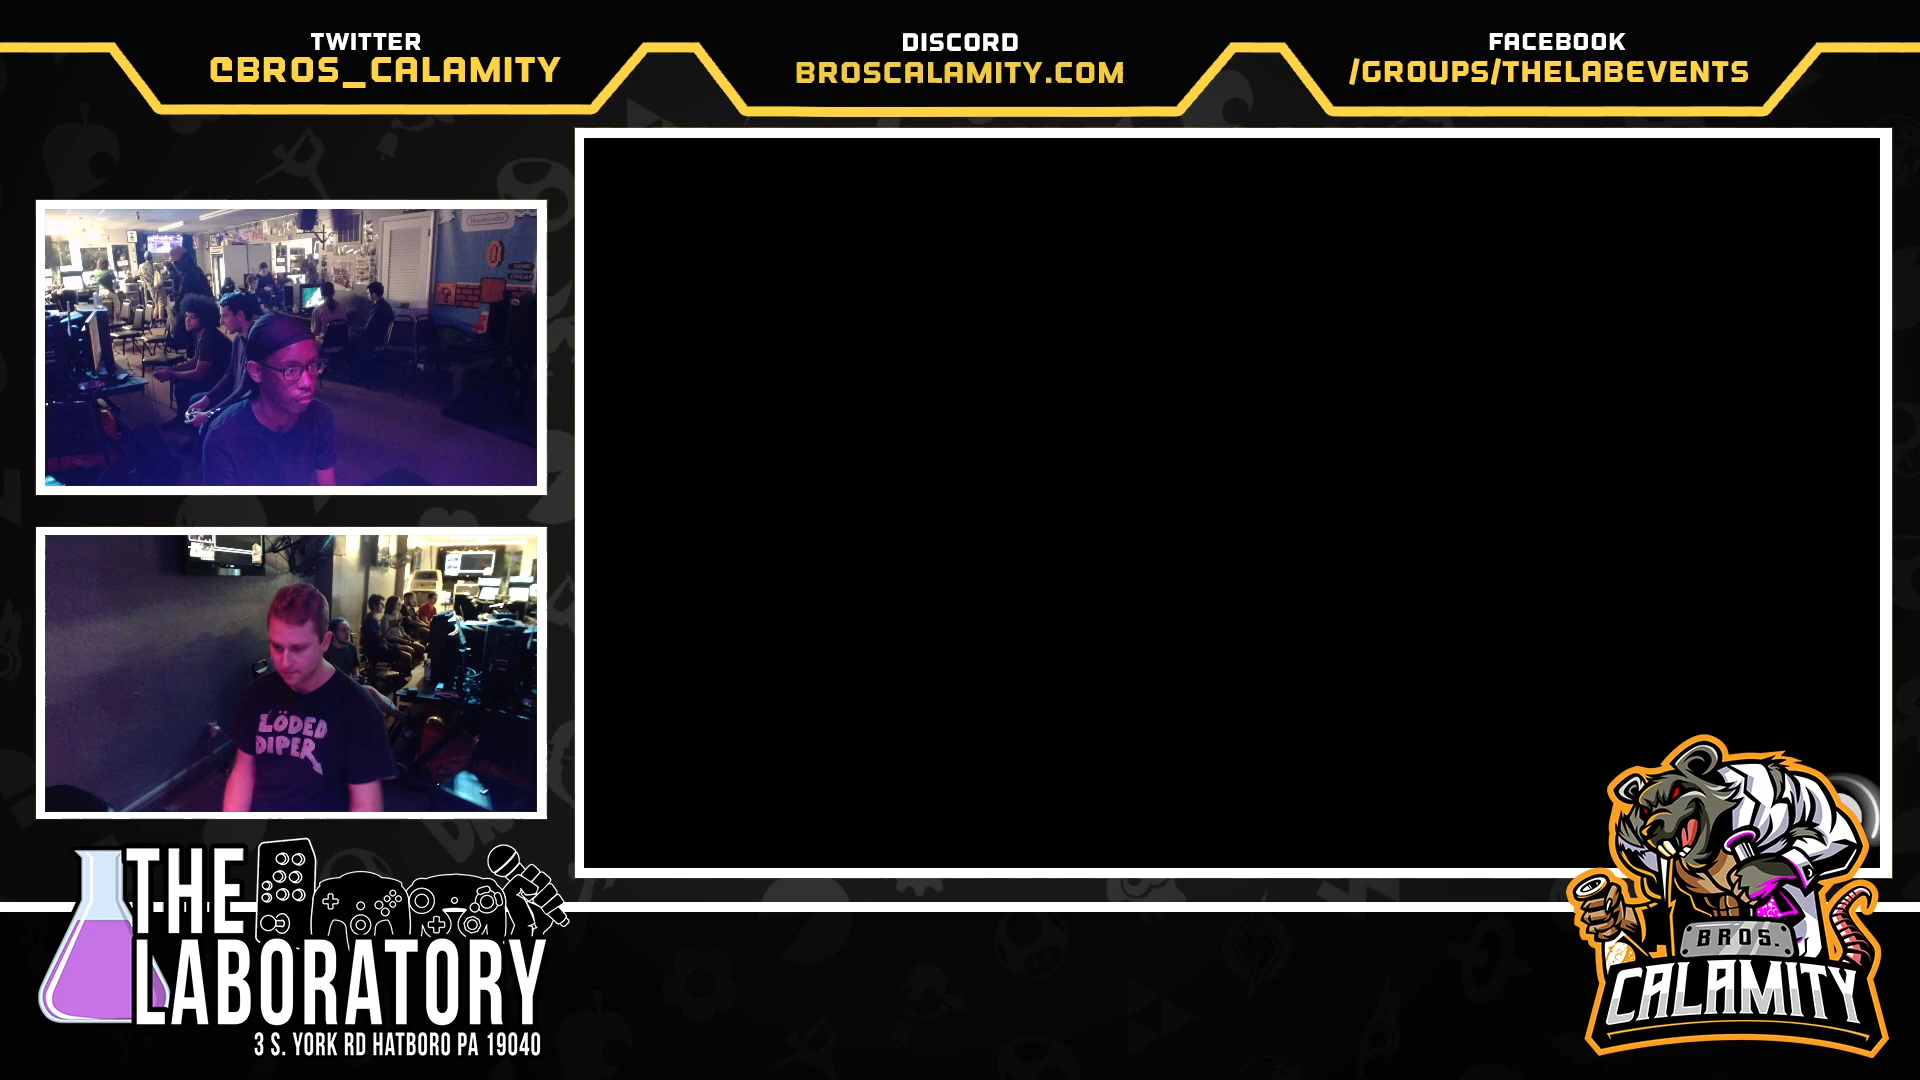 TWITTER
@BROS_CALAMITY
DISCORD
BROSCALAMITY.COM
FACEBOOK
/GROUPS/THELABEVENTS
Nintendo
LÖDED
DIPER
THE
LABORATORY
3 S. YORK RD HATBORO PA 19040
BROS.
CALAMITY